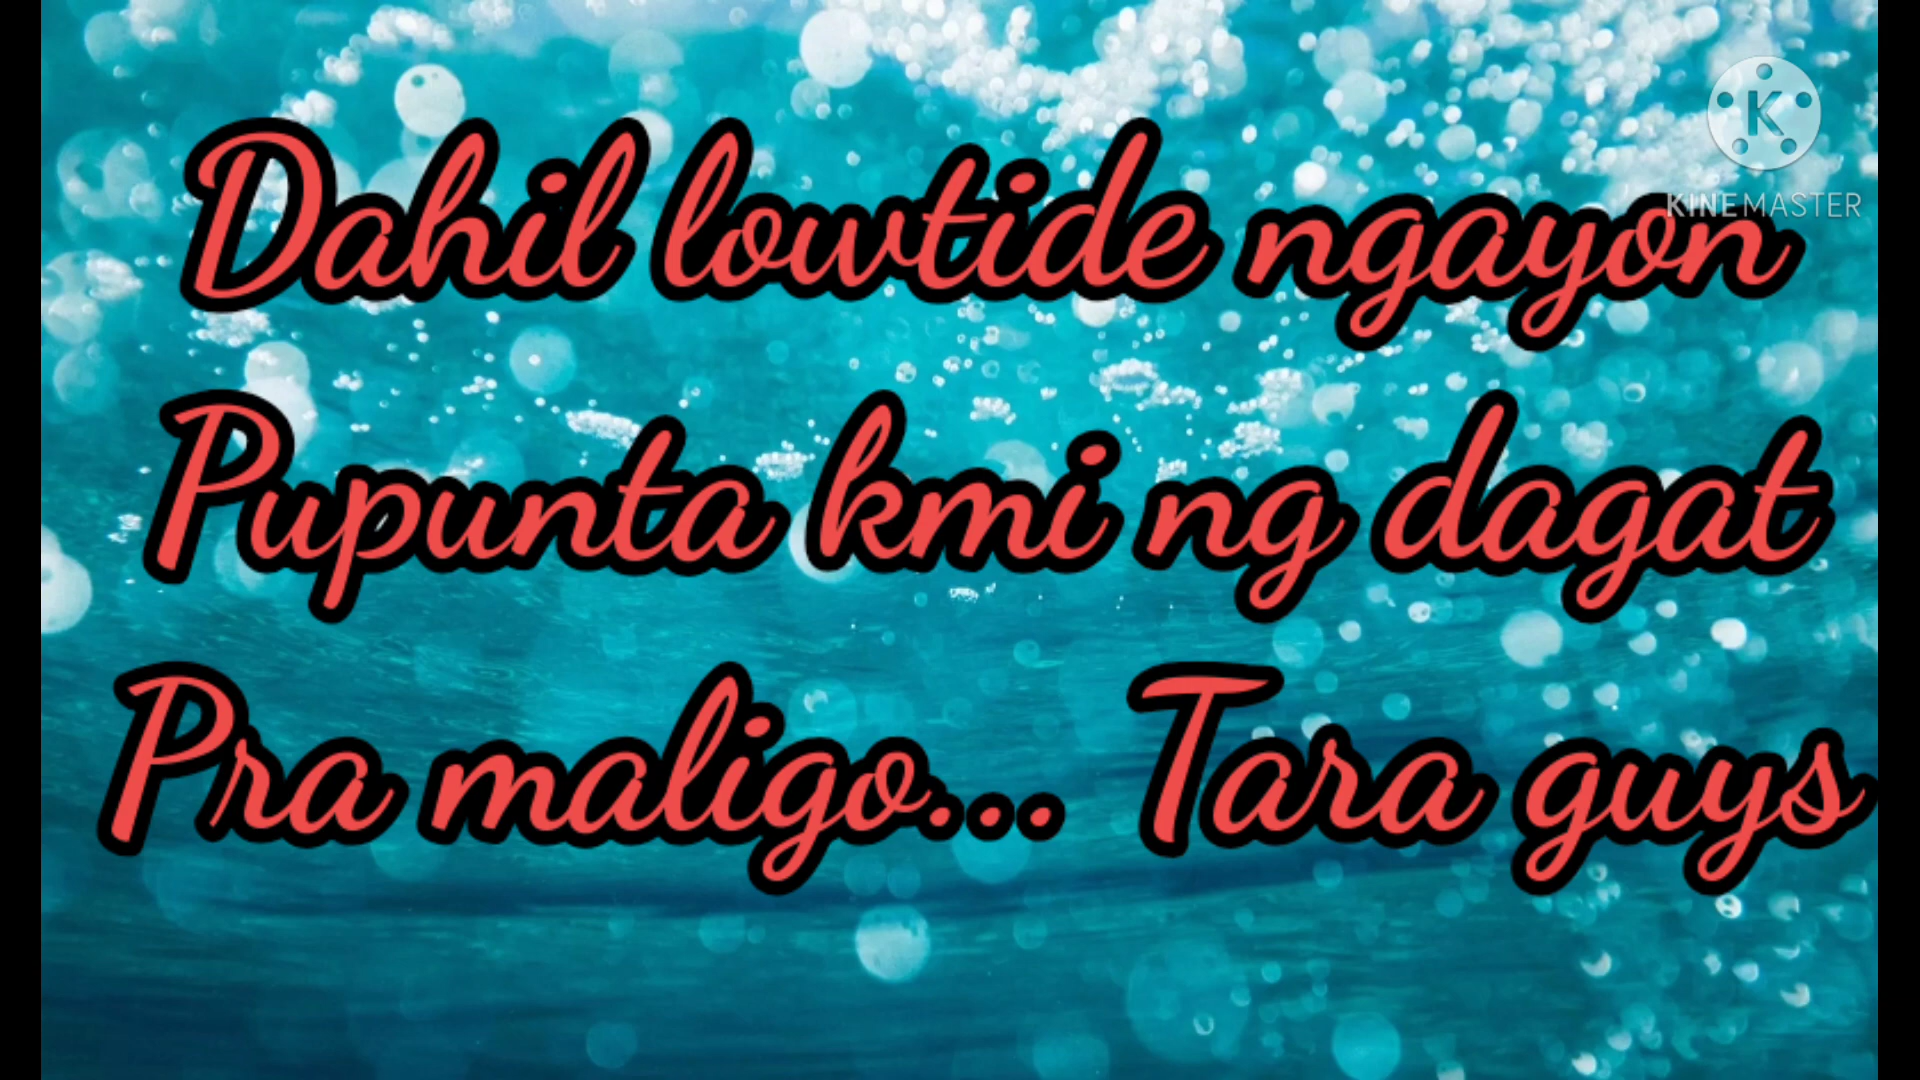 KINEMASTER
Dahil lowtide ngayon
Pupunta kmi ng dagat
Pra maligo... Tara guys